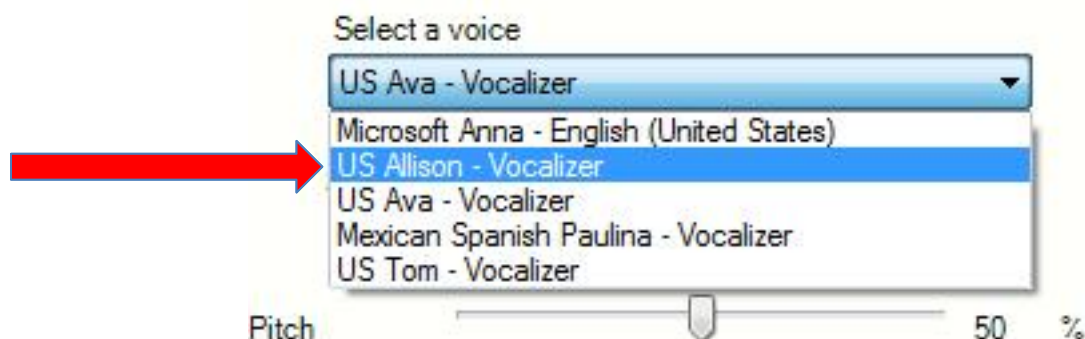 Select a voice
US Ava - Vocalizer
Microsoft Anna - English (United States)
US Allison - Vocalizer
US Ava - Vocalizer
Mexican Spanish Paulina - Vocalizer
US Tom - Vocalizer
Pitch 50 %